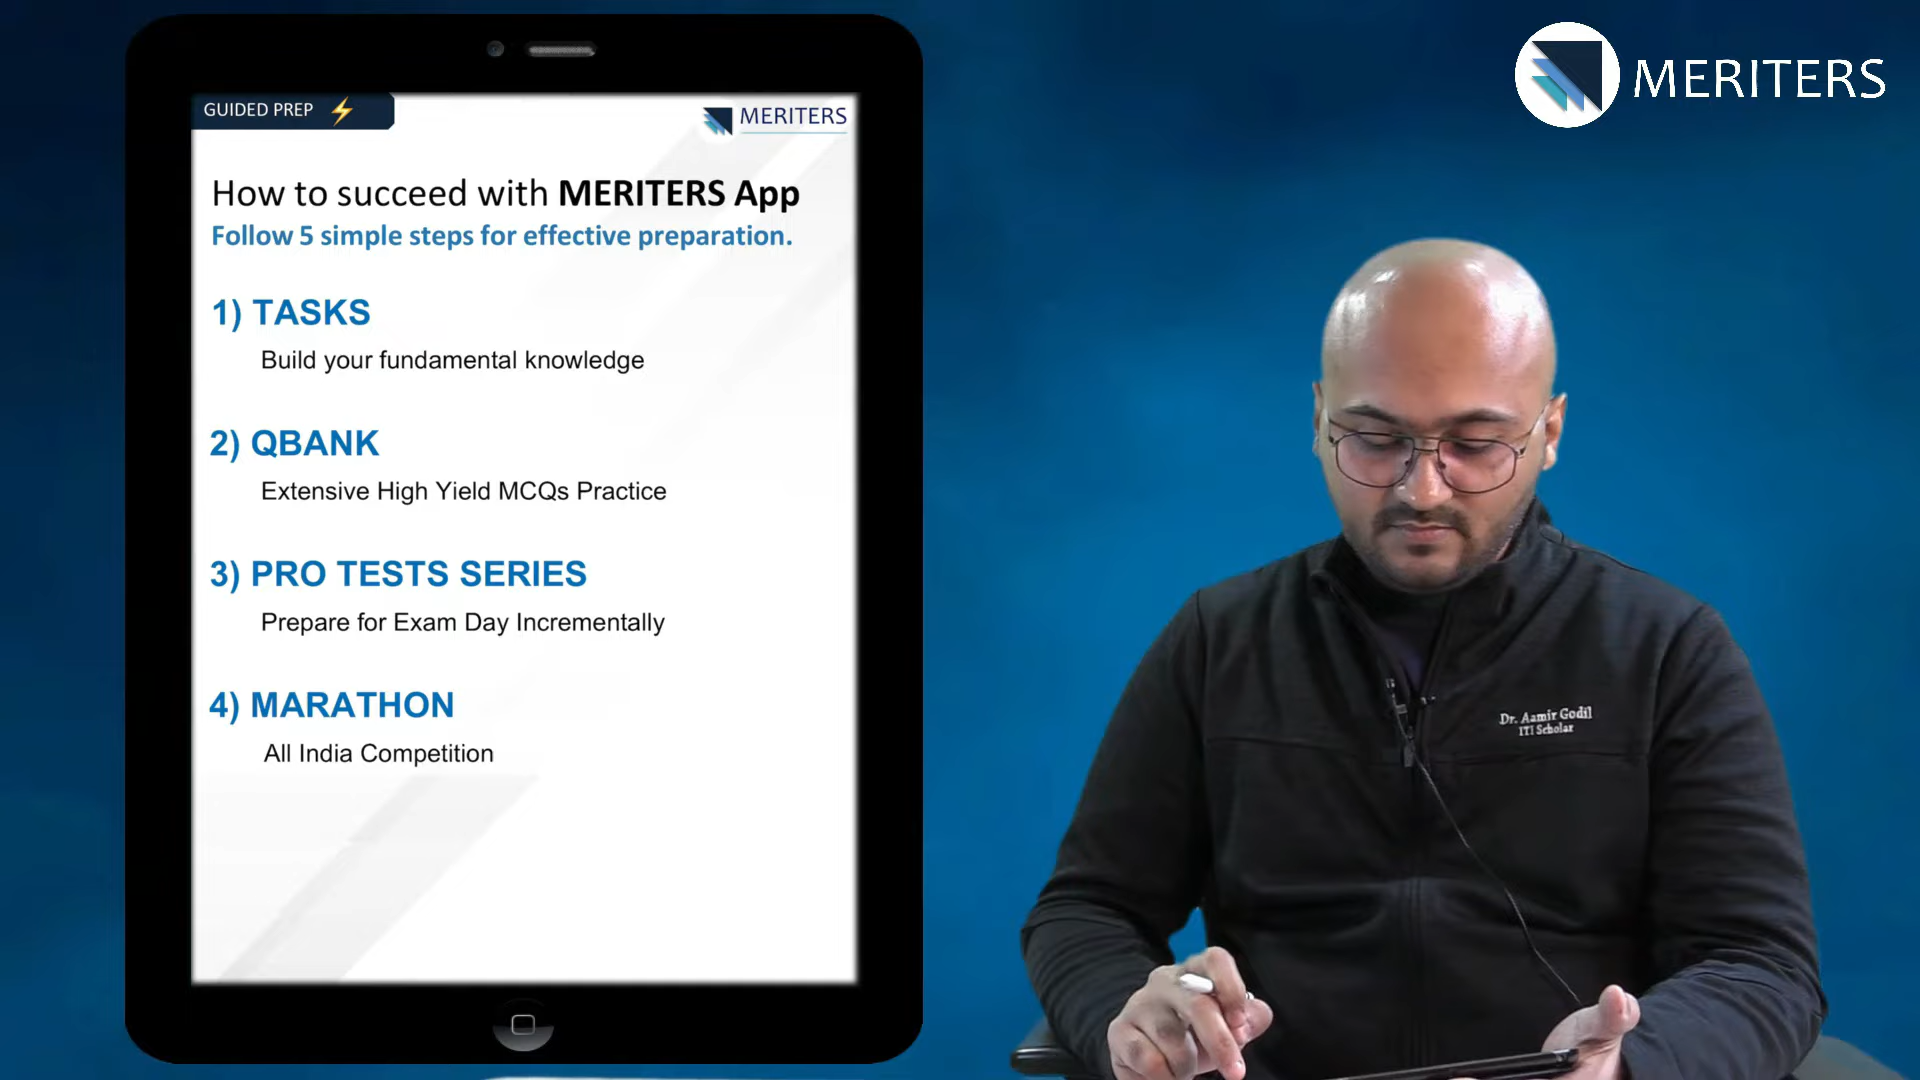 GUIDED PREP
MERITERS
How to succeed with MERITERS App
Follow 5 simple steps for effective preparation.
1) TASKS
Build your fundamental knowledge
2) QBANK
Extensive High Yield MCQs Practice
3) PRO TESTS SERIES
Prepare for Exam Day Incrementally
4) MARATHON
All India Competition
MERITERS
Dr. Aamir Godil
ITI Scholar